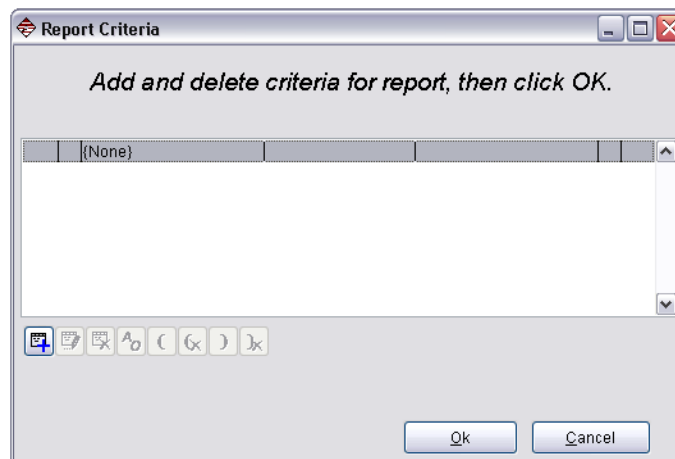 Report Criteria
Add and delete criteria for report, then click OK.
{None}
A O ( (x ) )x
Ok Cancel